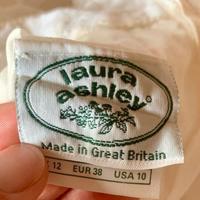 laura
ashley
Made in Great Britain
12 EUR 38 USA 10